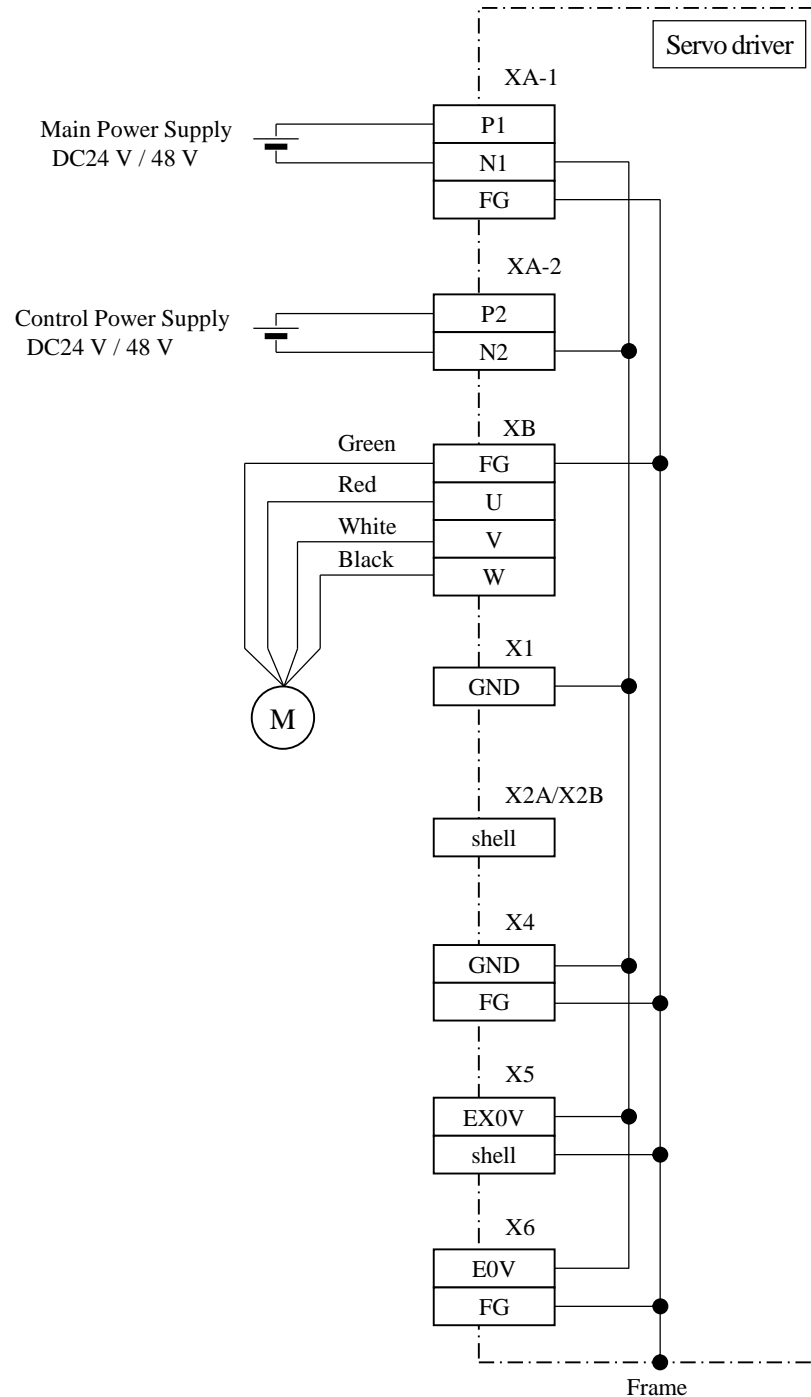 Servo driver
XA-1
Main Power Supply
DC24 V / 48 V
P1
N1
FG
XA-2
Control Power Supply
DC24 V / 48 V
P2
N2
XB
Green
FG
Red
U
White
V
Black
W
X1
GND
M
X2A/X2B
shell
X4
GND
FG
X5
EX0V
shell
X6
E0V
FG
Frame